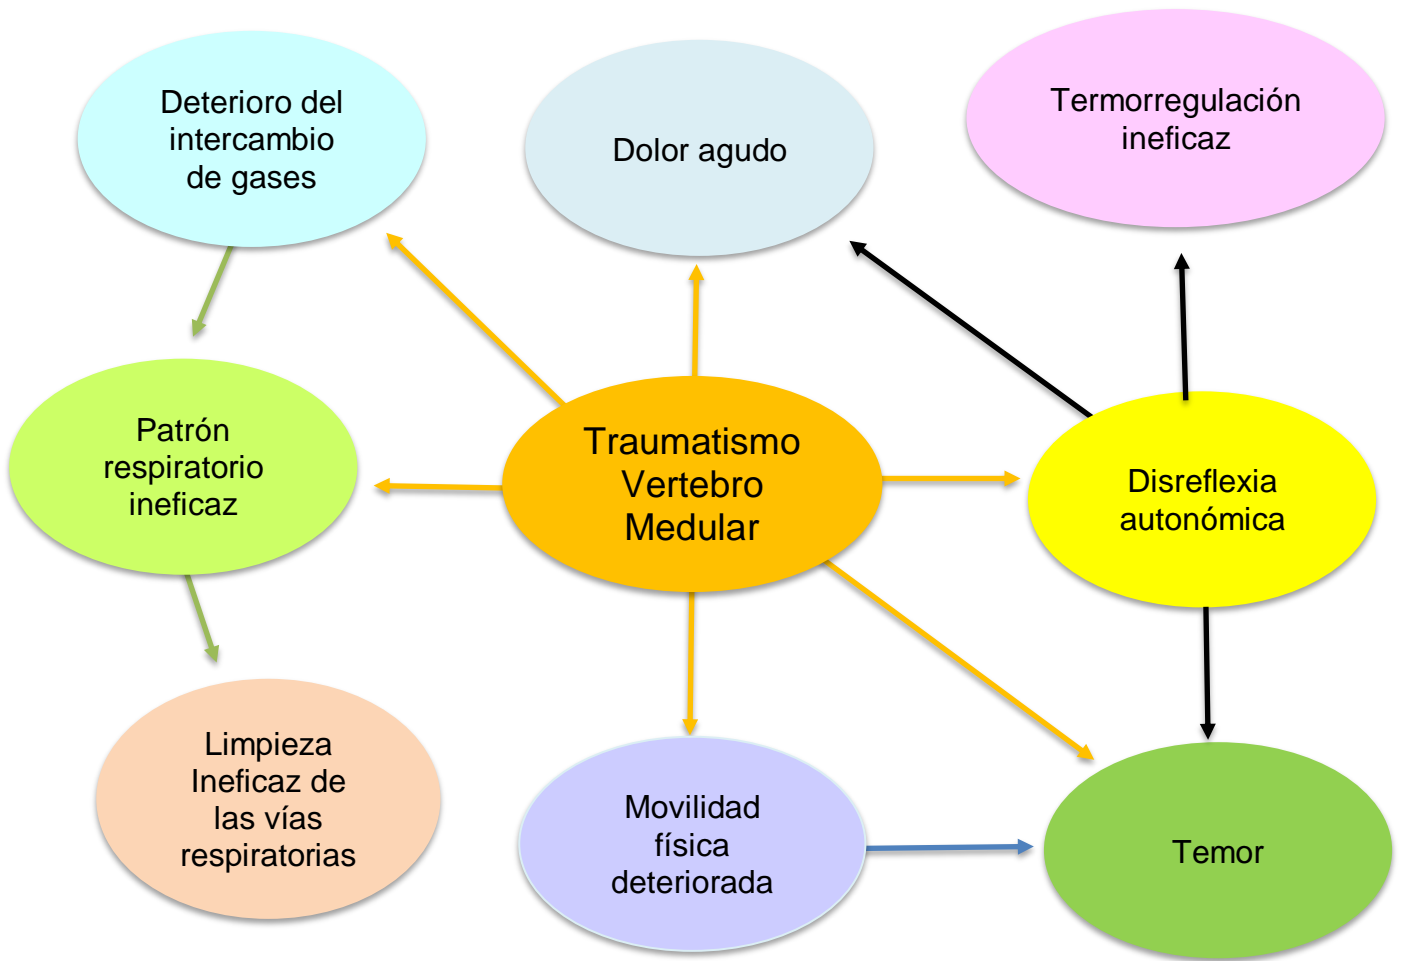 Deterioro del
intercambio
de gases
Dolor agudo
Termorregulación
ineficaz
Patrón
respiratorio
ineficaz
Traumatismo
Vertebro
Medular
Disreflexia
autonómica
Limpieza
Ineficaz de
las vías
respiratorias
Movilidad
física
deteriorada
Temor